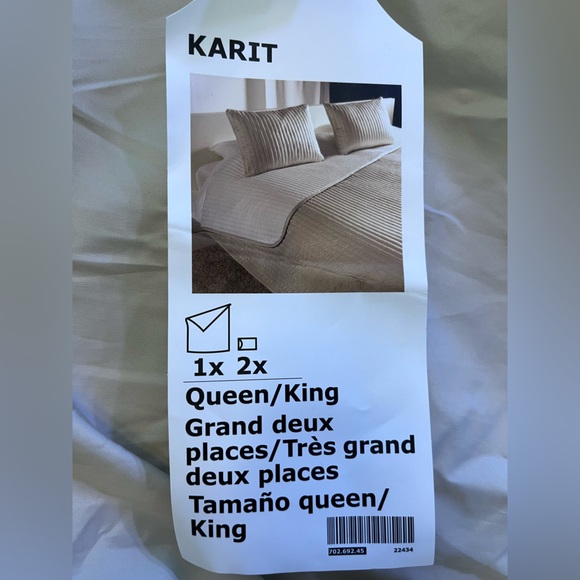 KARIT
1x 2x
Queen/King
Grand deux
places/Très grand
deux places
Tamaño queen/
King
702.692.45 22434